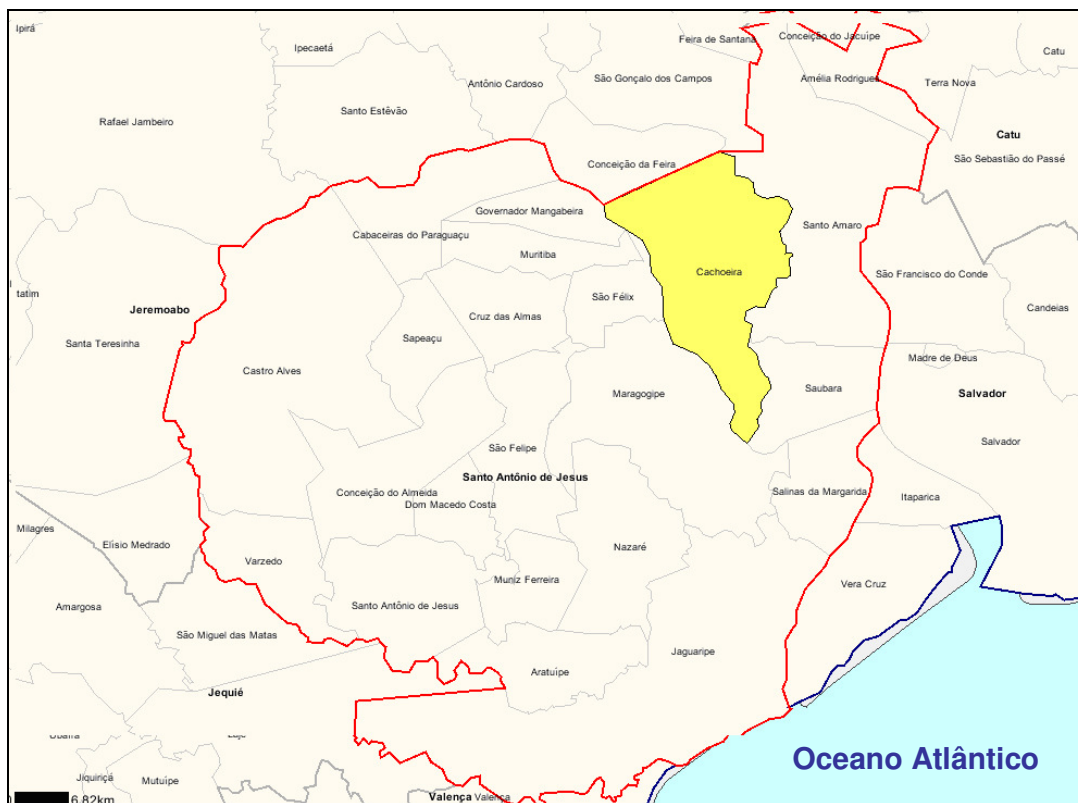 Ipirá
Ipecaetá
Feira de Santana
Conceição do Jacuípe
Catu
São Gonçalo dos Campos
Amélia Rodrigues
Antônio Cardoso
Terra Nova
Santo Estêvão
Rafael Jambeiro
Catu
São Sebastião do Passé
Conceição da Feira
Governador Mangabeira
Santo Amaro
Cabaceiras do Paraguaçu
Muritiba
Cachoeira
São Francisco do Conde
tatim
São Félix
Jeremoabo
Candeias
Cruz das Almas
Santa Teresinha
Sapeaçu
Madre de Deus
Castro Alves
Maragogipe
Saubara
Salvador
Salvador
São Felipe
Santo Antônio de Jesus
Conceição do Almeida
Salinas da Margarida
Itaparica
Dom Macedo Costa
Milagres
Elísio Medrado
Nazaré
Varzedo
Muniz Ferreira
Vera Cruz
Amargosa
Santo Antônio de Jesus
São Miguel das Matas
Jaguaripe
Aratuípe
Jequié
Oceano Atlântico
Jiquiriçá
Mutuípe
6.82km
Valença
Valença